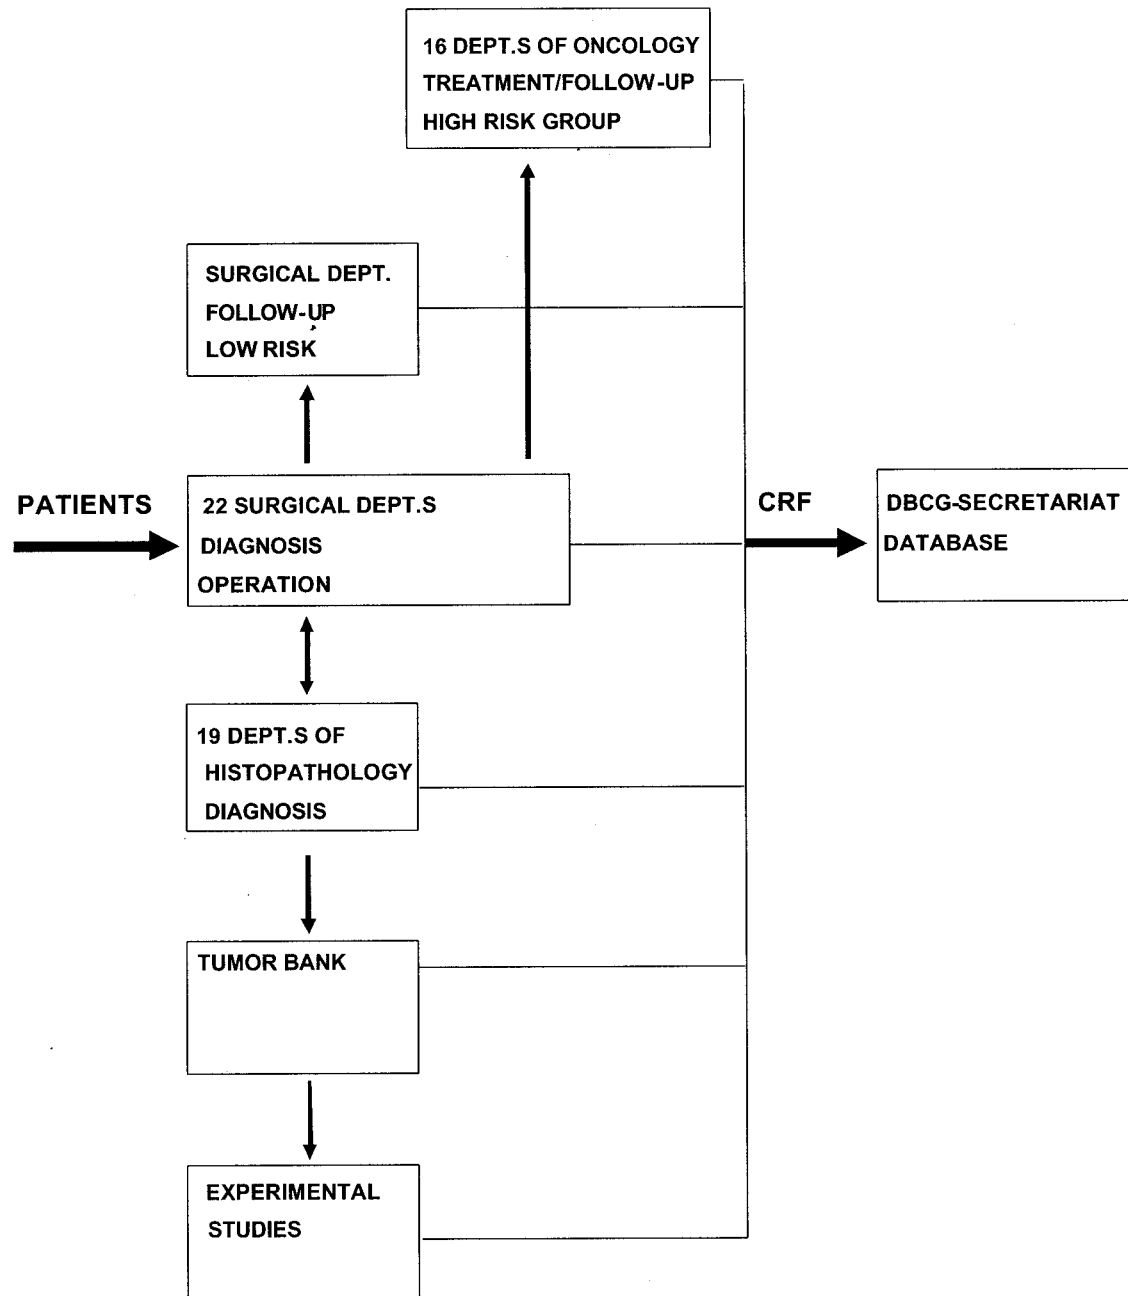 16 DEPT.S OF ONCOLOGY
TREATMENT/FOLLOW-UP
HIGH RISK GROUP
SURGICAL DEPT.
FOLLOW-UP
LOW RISK
PATIENTS
22 SURGICAL DEPT.S
DIAGNOSIS
OPERATION
CRF
DBCG-SECRETARIAT
DATABASE
19 DEPT.S OF
HISTOPATHOLOGY
DIAGNOSIS
TUMOR BANK
EXPERIMENTAL
STUDIES